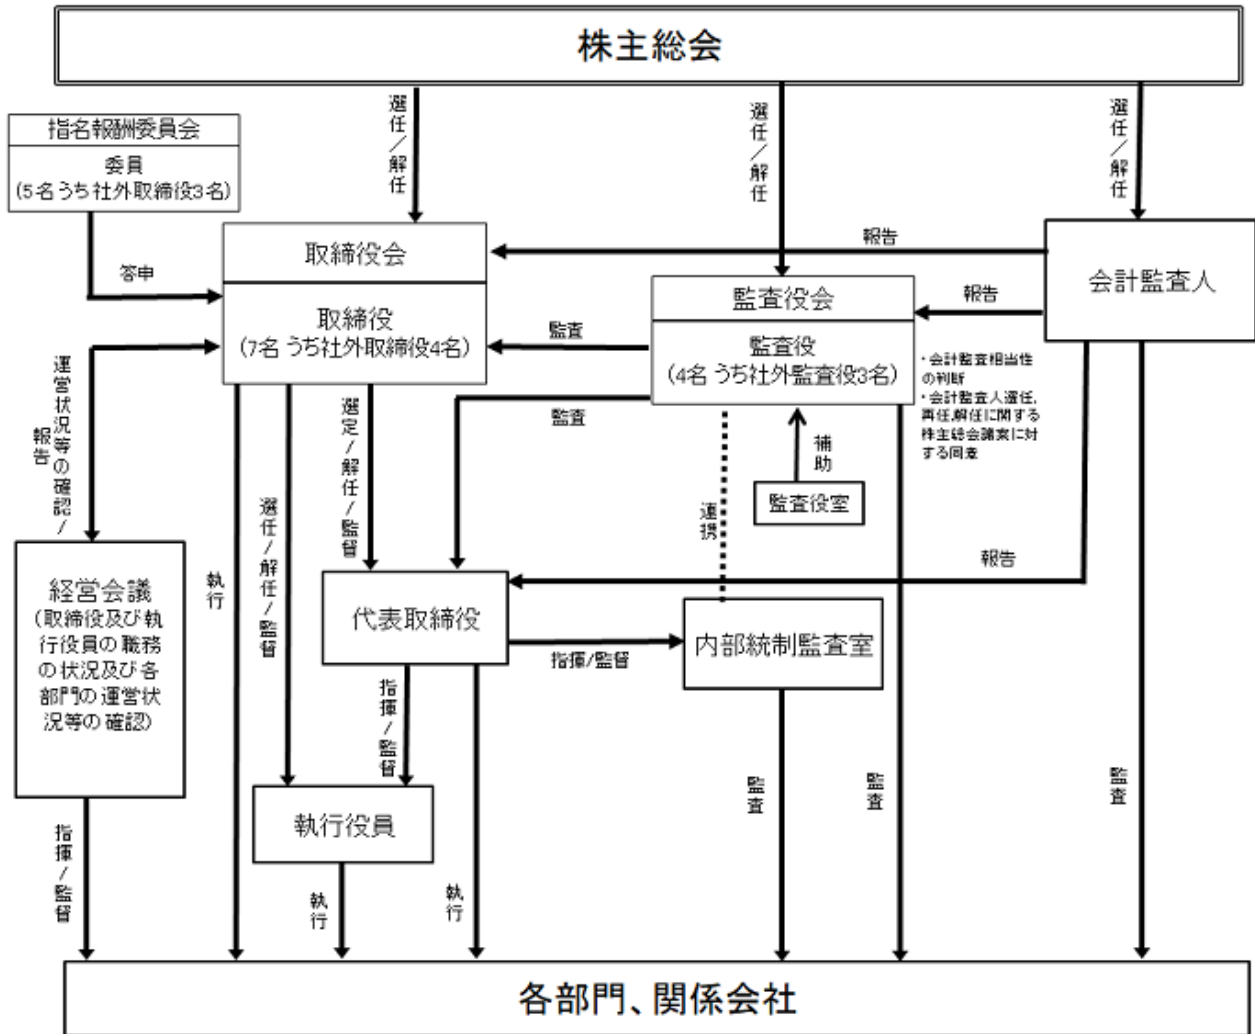 株主総会
選任/解任
選任/解任
選任/解任
指名報酬委員会
委員
(5名うち社外取締役3名)
答申
取締役会
取締役
(7名 うち社外取締役4名)
報告
会計監査人
報告
監査役会
監査役
(4名 うち社外監査役3名)
監査
監査
・会計監査相当性
の判断
・会計監査人選任,
再任,解任に関する
株主総会議案に対
する同意
運営状況等の確認/
報告
選定/解任/監督
補助
監査役室
連携
執行
選任/解任/監督
報告
経営会議
(取締役及び執
行役員の職務
の状況及び各
部門の運営状
況等の確認)
代表取締役
指揮/監督
内部統制監査室
指揮/監督
執行役員
監査
監査
監査
指揮/監督
執行
執行
各部門、関係会社